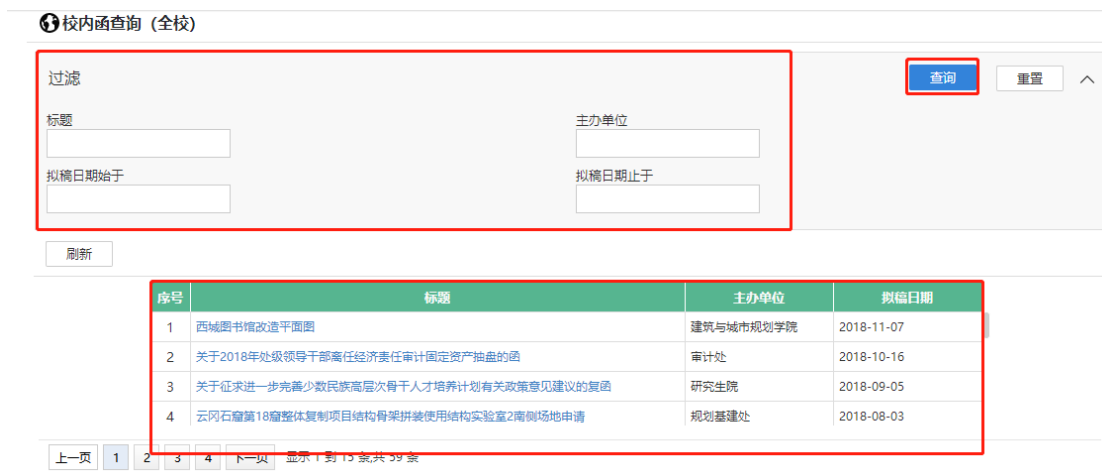 校内函查询（全校）
过滤
查询 重置
标题 主办单位
拟稿日期始于 拟稿日期止于
刷新
序号 标题 主办单位 拟稿日期
1 西城图书馆改造平面图 建筑与城市规划学院 2018-11-07
2 关于2018年处级领导干部离任经济责任审计固定资产抽盘的函 审计处 2018-10-16
3 关于征求进一步完善少数民族高层次骨干人才培养计划有关政策意见建议的复函 研究生院 2018-09-05
4 云冈石窟第18窟整体复制项目结构骨架拼装使用结构实验室2南侧场地申请 规划基建处 2018-08-03
上一页 1 2 3 4 下一页 显示 1 到 15 条,共 59 条